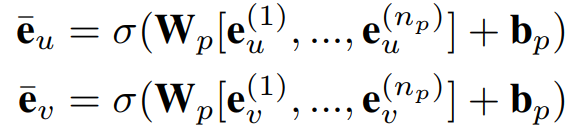 ē_u = σ(W_p[e_u^{(1)}, ..., e_u^{(n_p)}] + b_p)
ē_v = σ(W_p[e_v^{(1)}, ..., e_v^{(n_p)}] + b_p)